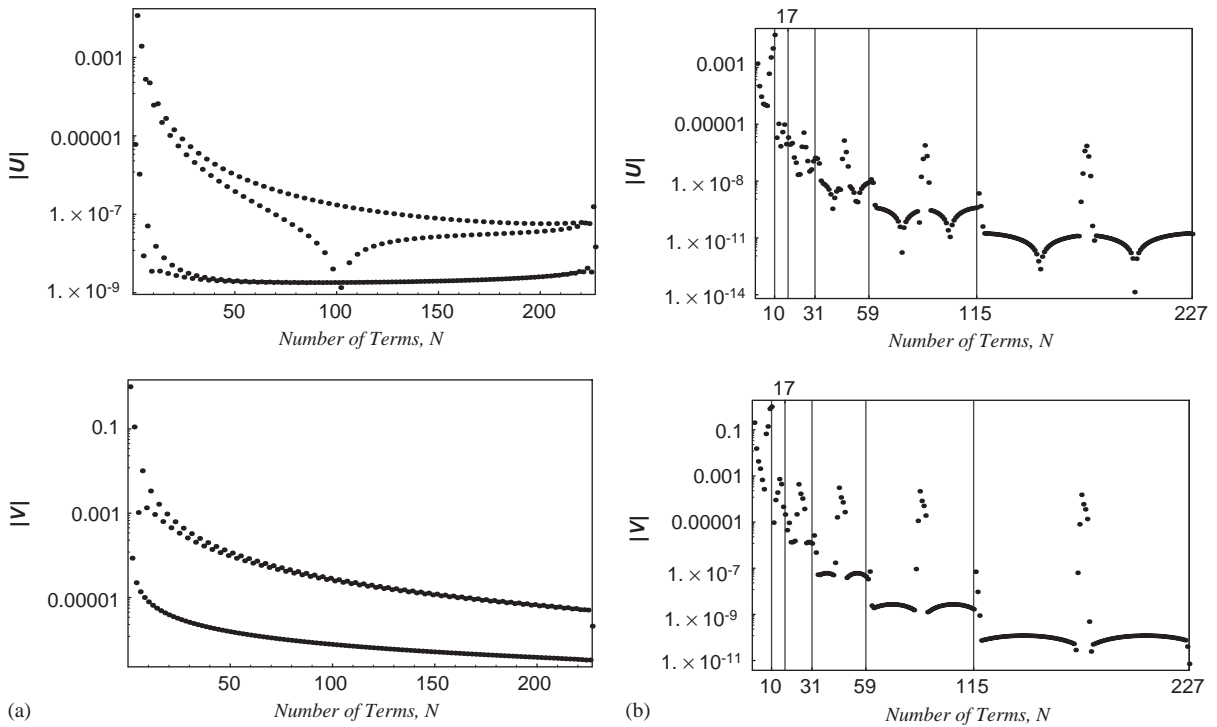 0.001
0.00001
1. × 10⁻⁷
1. × 10⁻⁹
|U|
50 100 150 200
Number of Terms, N
17
0.001
0.00001
1. × 10⁻⁸
1. × 10⁻¹¹
1. × 10⁻¹⁴
|U|
10 31 59 115 227
Number of Terms, N
0.1
0.001
0.00001
|V|
50 100 150 200
Number of Terms, N
(a)
17
0.1
0.001
0.00001
1. × 10⁻⁷
1. × 10⁻⁹
1. × 10⁻¹¹
|V|
10 31 59 115 227
Number of Terms, N
(b)